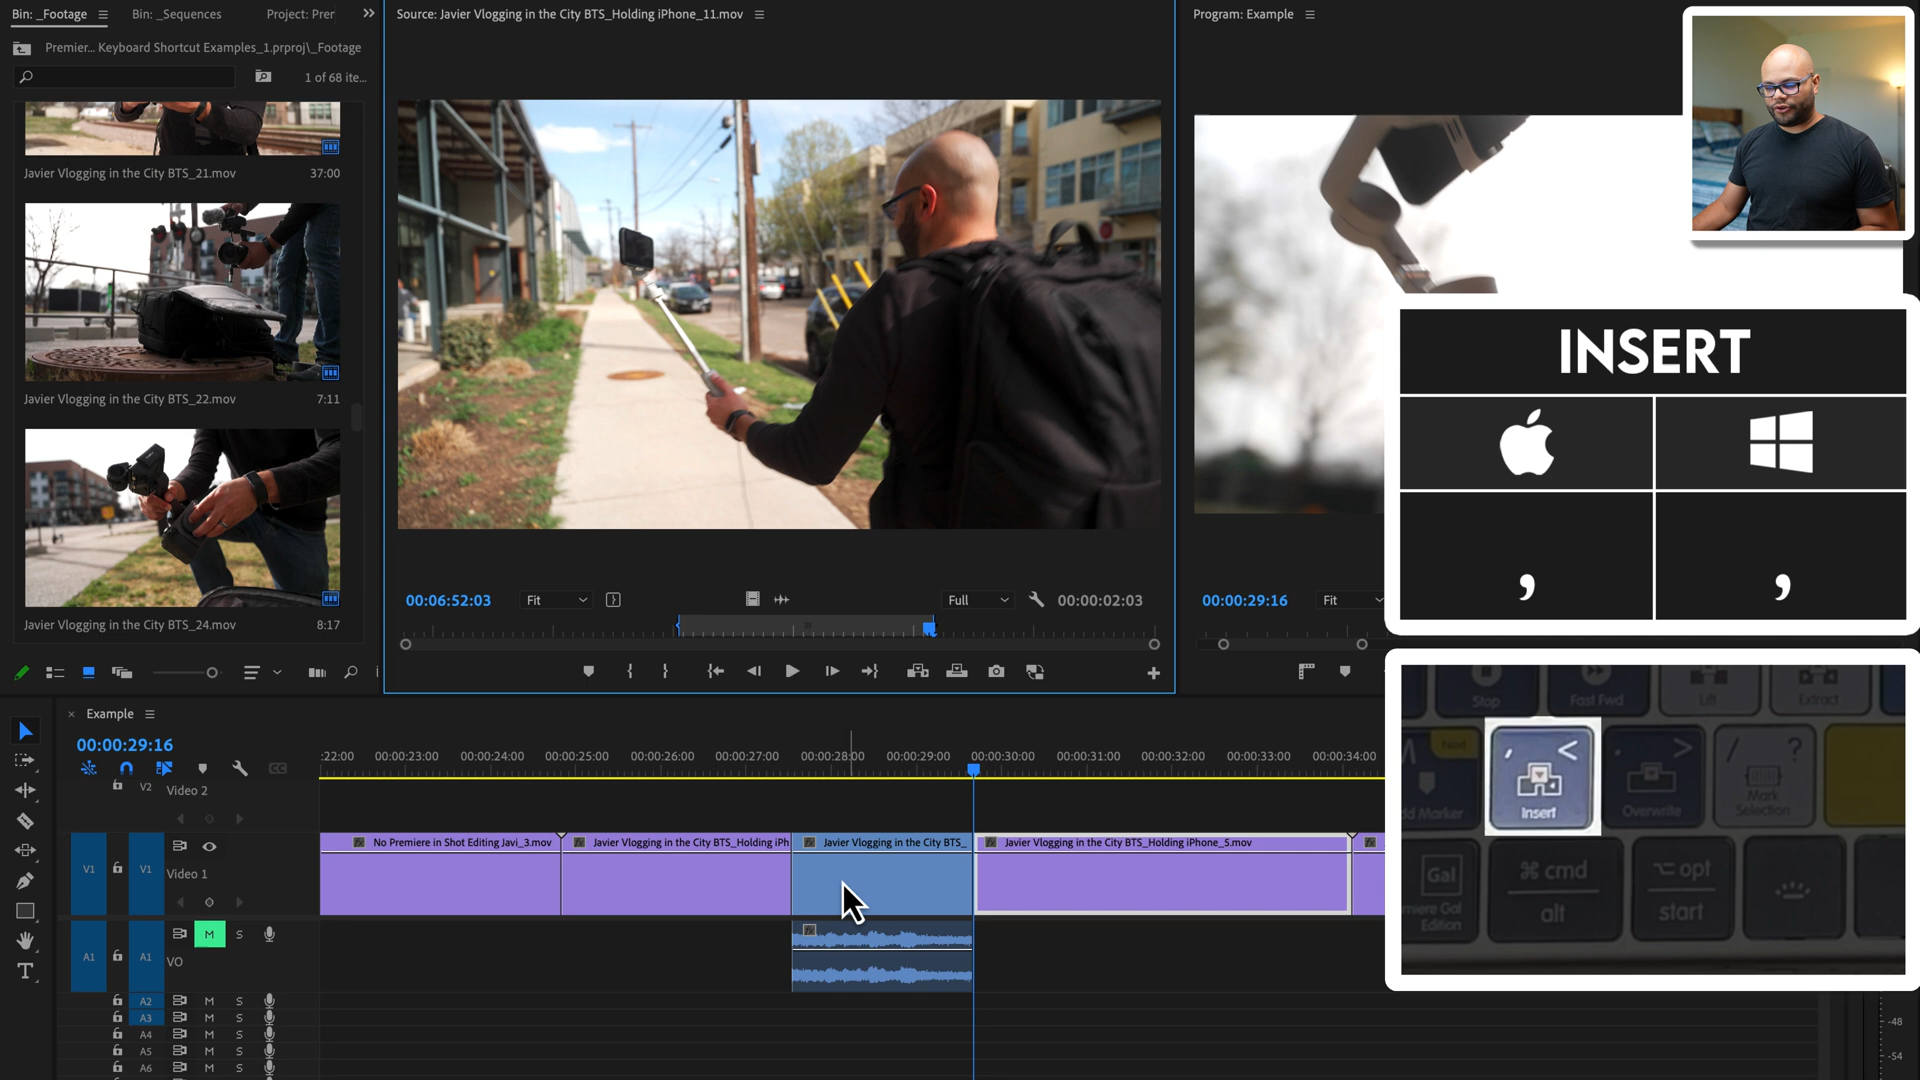 Bin: _Footage
Bin: _Sequences
Project: Prer
Source: Javier Vlogging in the City BTS_Holding iPhone_11.mov
Program: Example
Premier... Keyboard Shortcut Examples_1.prproj\_Footage
1 of 68 ite...
Javier Vlogging in the City BTS_21.mov
37:00
Javier Vlogging in the City BTS_22.mov
7:11
Javier Vlogging in the City BTS_24.mov
8:17
00:06:52:03
Fit
Full
00:00:02:03
00:00:29:16
Fit
INSERT
,
,
Stop
Fast Fwd
Lift
Extract
, <
Insert
>
Overwrite
/ ?
Mark
Selection
Next
dd Marker
Gal
miere Gal
Edition
⌘ cmd
alt
⌥ opt
start
Example
00:00:29:16
CC
:22:00
00:00:23:00
00:00:24:00
00:00:25:00
00:00:26:00
00:00:27:00
00:00:28:00
00:00:29:00
00:00:30:00
00:00:31:00
00:00:32:00
00:00:33:00
00:00:34:00
V2
Video 2
V1
V1
Video 1
No Premiere in Shot Editing Javi_3.mov
Javier Vlogging in the City BTS_Holding iPh
Javier Vlogging in the City BTS_
Javier Vlogging in the City BTS_Holding iPhone_5.mov
fx
A1
A1
M
S
VO
A2
M
S
A3
M
S
A4
M
S
A5
M
S
A6
M
S
-48
-54